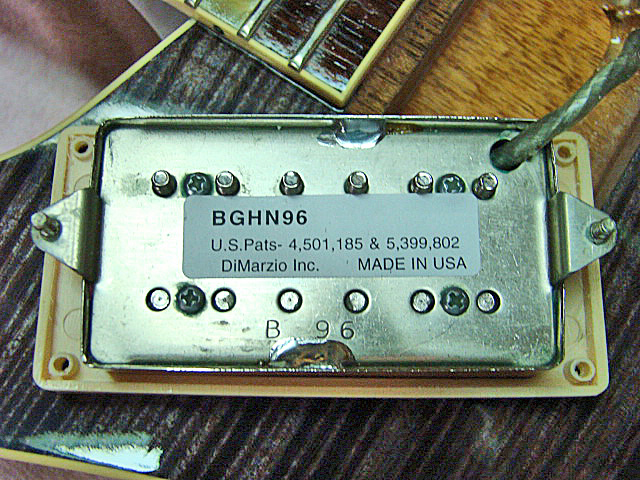 BGHN96
U.S.Pats- 4,501,185 & 5,399,802
DiMarzio Inc. MADE IN USA
B 96